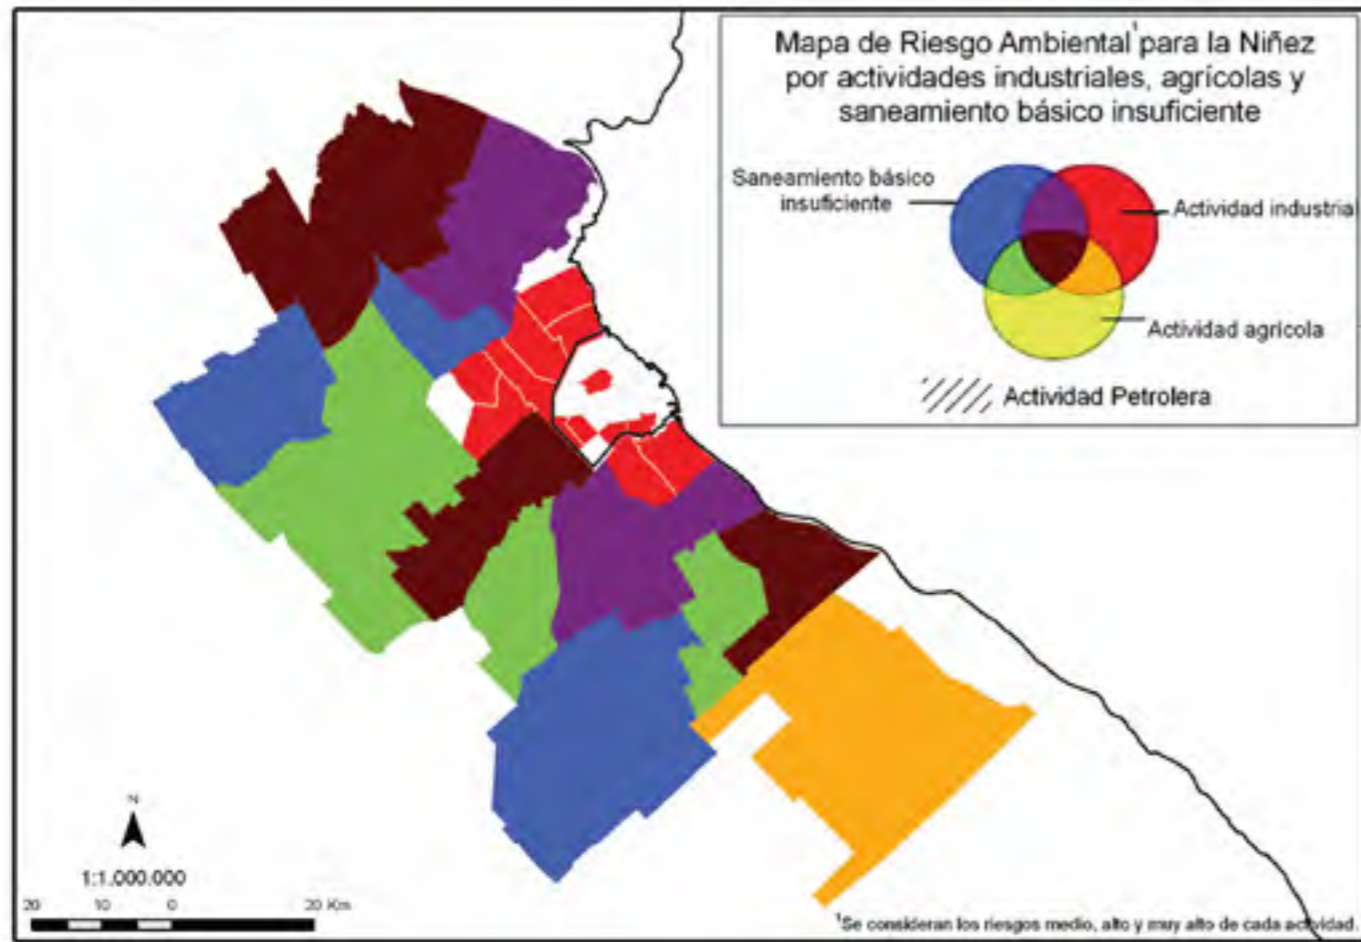 Mapa de Riesgo Ambiental¹ para la Niñez
por actividades industriales, agrícolas y
saneamiento básico insuficiente
Saneamiento básico
insuficiente
Actividad industrial
Actividad agrícola
Actividad Petrolera
N
1:1.000.000
20 10 0 20 Km
¹Se consideran los riesgos medio, alto y muy alto de cada actividad.